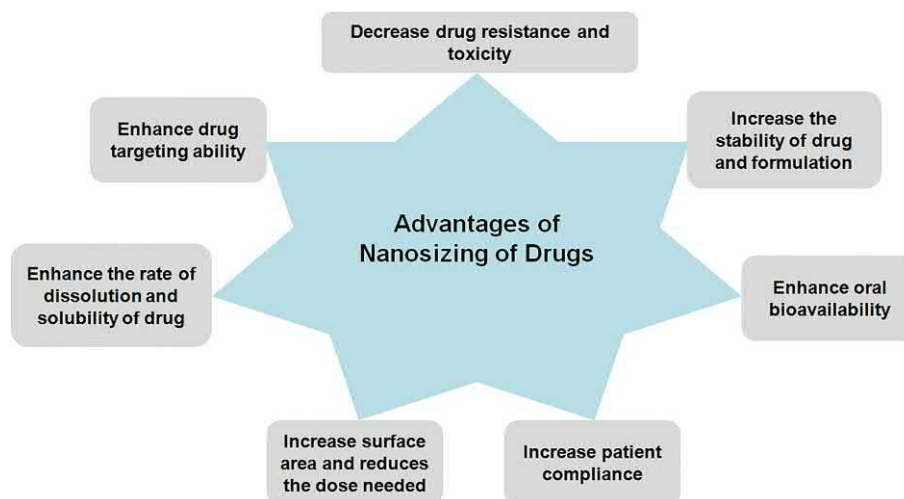 Decrease drug resistance and
toxicity
Enhance drug
targeting ability
Increase the
stability of drug
and formulation
Advantages of
Nanosizing of Drugs
Enhance the rate of
dissolution and
solubility of drug
Enhance oral
bioavailability
Increase surface
area and reduces
the dose needed
Increase patient
compliance